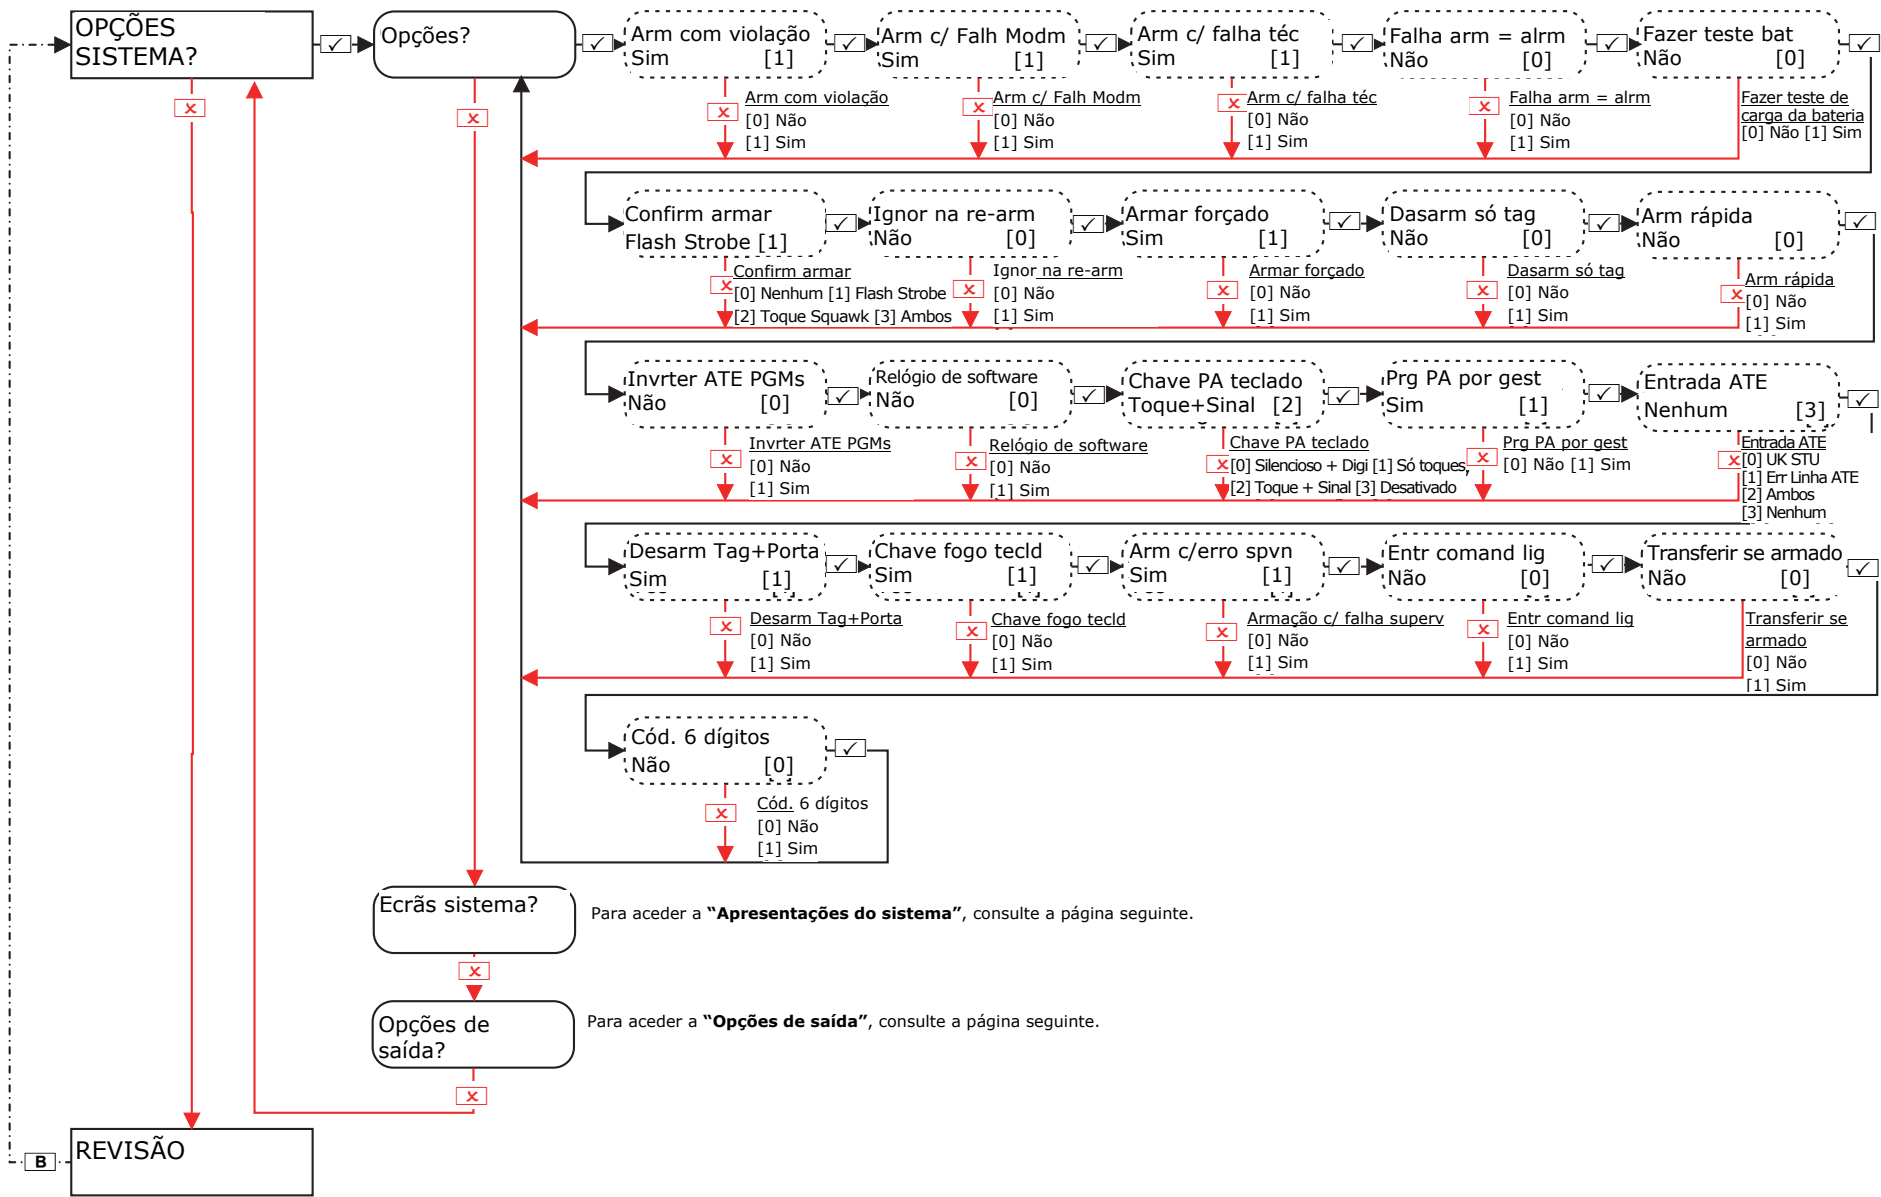 OPÇÕES
SISTEMA?
Opções?
Arm com violação
Sim [1]
Arm c/ Falh Modm
Sim [1]
Arm c/ falha téc
Sim [1]
Falha arm = alrm
Não [0]
Fazer teste bat
Não [0]
Arm com violação
[0] Não
[1] Sim
Arm c/ Falh Modm
[0] Não
[1] Sim
Arm c/ falha téc
[0] Não
[1] Sim
Falha arm = alrm
[0] Não
[1] Sim
Fazer teste de
carga da bateria
[0] Não [1] Sim
Confirm armar
Flash Strobe [1]
Ignor na re-arm
Não [0]
Armar forçado
Sim [1]
Dasarm só tag
Não [0]
Arm rápida
Não [0]
Confirm armar
[0] Nenhum [1] Flash Strobe
[2] Toque Squawk [3] Ambos
Ignor na re-arm
[0] Não
[1] Sim
Armar forçado
[0] Não
[1] Sim
Dasarm só tag
[0] Não
[1] Sim
Arm rápida
[0] Não
[1] Sim
Invrter ATE PGMs
Não [0]
Relógio de software
Não [0]
Chave PA teclado
Toque+Sinal [2]
Prg PA por gest
Sim [1]
Entrada ATE
Nenhum [3]
Invrter ATE PGMs
[0] Não
[1] Sim
Relógio de software
[0] Não
[1] Sim
Chave PA teclado
[0] Silencioso + Digi [1] Só toques,
[2] Toque + Sinal [3] Desativado
Prg PA por gest
[0] Não [1] Sim
Entrada ATE
[0] UK STU
[1] Err Linha ATE
[2] Ambos
[3] Nenhum
Desarm Tag+Porta
Sim [1]
Chave fogo tecld
Sim [1]
Arm c/erro spvn
Sim [1]
Entr comand lig
Não [0]
Transferir se armado
Não [0]
Desarm Tag+Porta
[0] Não
[1] Sim
Chave fogo tecld
[0] Não
[1] Sim
Armação c/ falha superv
[0] Não
[1] Sim
Entr comand lig
[0] Não
[1] Sim
Transferir se
armado
[0] Não
[1] Sim
Cód. 6 dígitos
Não [0]
Cód. 6 dígitos
[0] Não
[1] Sim
Ecrãs sistema?
Para aceder a “Apresentações do sistema”, consulte a página seguinte.
Opções de
saída?
Para aceder a “Opções de saída”, consulte a página seguinte.
REVISÃO
B